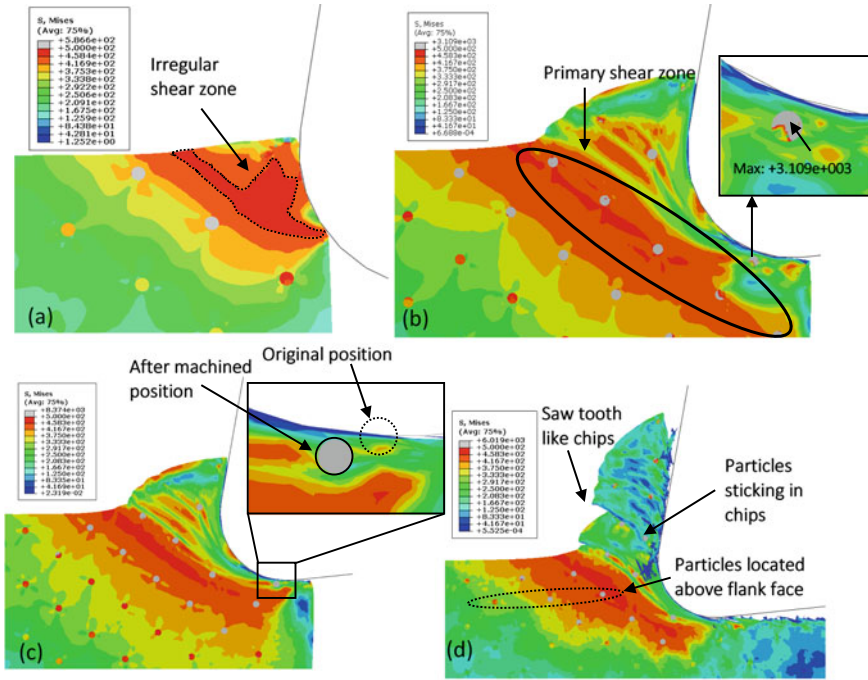 S, Mises
(Avg: 75%)
+5.866e+02
+5.000e+02
+4.584e+02
+4.169e+02
+3.753e+02
+3.338e+02
+2.922e+02
+2.506e+02
+2.091e+02
+1.675e+02
+1.259e+02
+8.438e+01
+4.281e+01
+1.252e+00
Irregular
shear zone
(a)
S, Mises
(Avg: 75%)
+3.109e+03
+5.000e+02
+4.583e+02
+4.167e+02
+3.750e+02
+3.333e+02
+2.917e+02
+2.500e+02
+2.083e+02
+1.667e+02
+1.250e+02
+8.333e+01
+4.167e+01
+6.688e-04
Primary shear zone
Max: +3.109e+003
(b)
S, Mises
(Avg: 75%)
+8.374e+03
+5.000e+02
+4.583e+02
+4.167e+02
+3.750e+02
+3.333e+02
+2.917e+02
+2.500e+02
+2.083e+02
+1.667e+02
+1.250e+02
+8.335e+01
+4.169e+01
+2.319e-02
After machined
position
Original position
(c)
S, Mises
(Avg: 75%)
+6.019e+03
+5.000e+02
+4.583e+02
+4.167e+02
+3.750e+02
+3.333e+02
+2.917e+02
+2.500e+02
+2.083e+02
+1.667e+02
+1.250e+02
+8.333e+01
+4.167e+01
+5.525e-04
Saw tooth
like chips
Particles
sticking in
chips
Particles located
above flank face
(d)